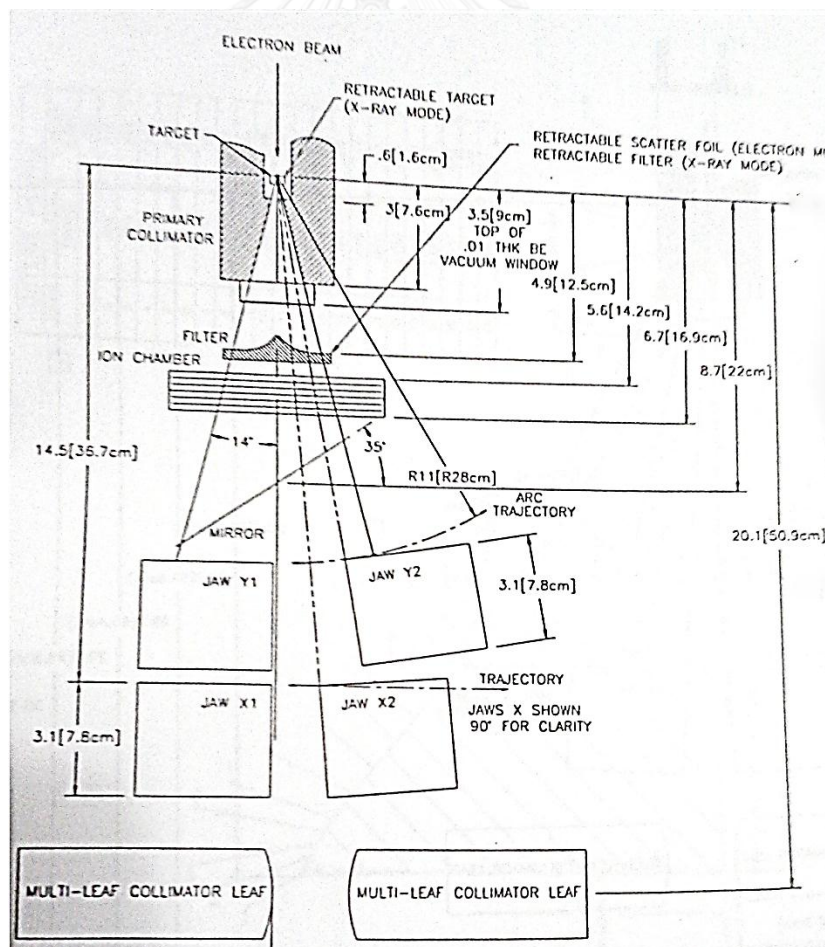 ELECTRON BEAM
RETRACTABLE TARGET
(X-RAY MODE)
TARGET
RETRACTABLE SCATTER FOIL (ELECTRON M
RETRACTABLE FILTER (X-RAY MODE)
.6[1.6cm]
3[7.6cm]
3.5[9cm]
TOP OF
.01 THK BE
VACUUM WINDOW
PRIMARY
COLLIMATOR
4.9[12.5cm]
5.6[14.2cm]
6.7[16.9cm]
8.7[22cm]
FILTER
ION CHAMBER
14.5[36.7cm]
14°
35°
R11[R28cm]
ARC
TRAJECTORY
MIRROR
20.1[50.9cm]
JAW Y1
JAW Y2
3.1[7.8cm]
TRAJECTORY
JAW X1
JAW X2
JAWS X SHOWN
90° FOR CLARITY
3.1[7.8cm]
MULTI-LEAF COLLIMATOR LEAF
MULTI-LEAF COLLIMATOR LEAF